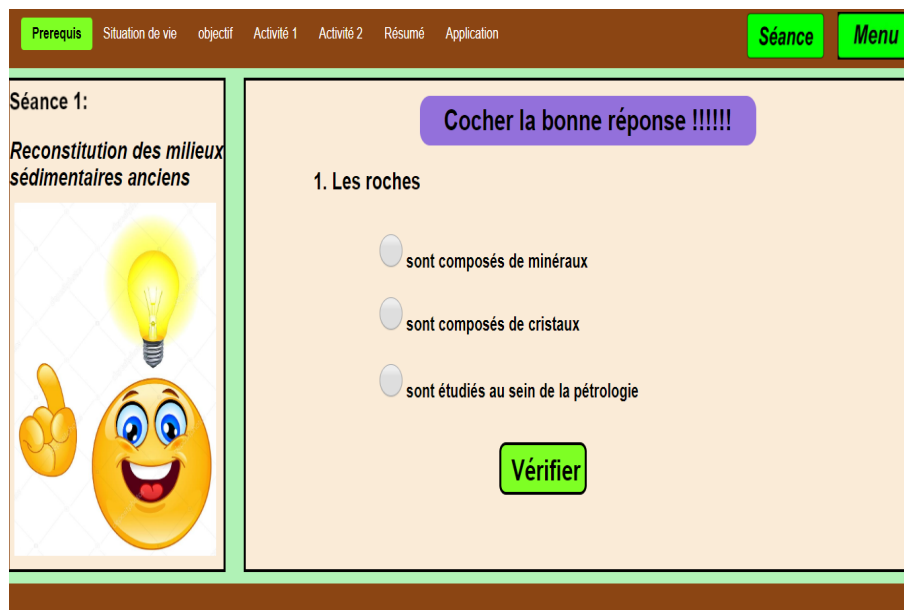 Prerequis Situation de vie objectif Activité 1 Activité 2 Résumé Application Séance Menu
Séance 1:
Reconstitution des milieux
sédimentaires anciens
Cocher la bonne réponse !!!!!!
1. Les roches
sont composés de minéraux
sont composés de cristaux
sont étudiés au sein de la pétrologie
Vérifier